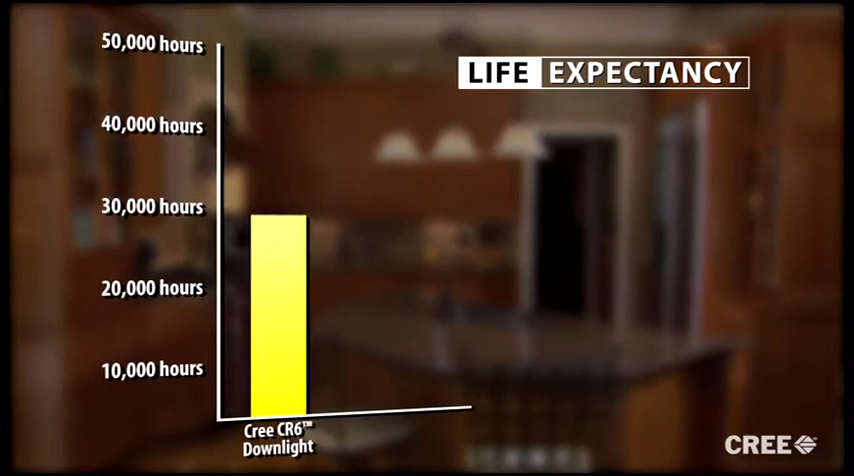 50,000 hours
LIFE EXPECTANCY
40,000 hours
30,000 hours
20,000 hours
10,000 hours
Cree CR6™
Downlight
CREE